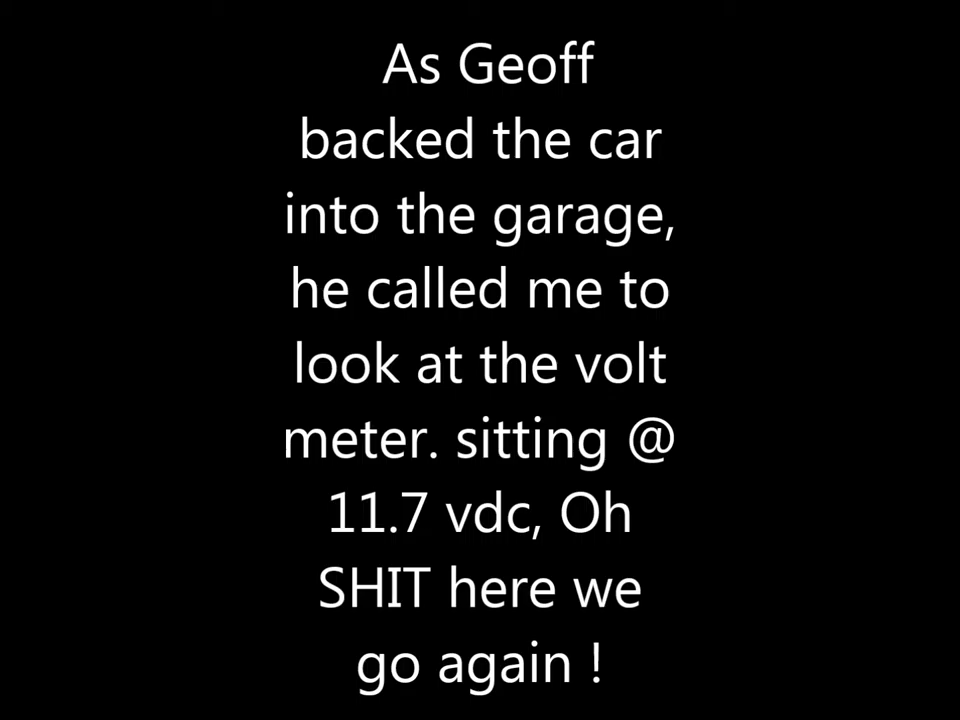 As Geoff
backed the car
into the garage,
he called me to
look at the volt
meter. sitting @
11.7 vdc, Oh
SHIT here we
go again !